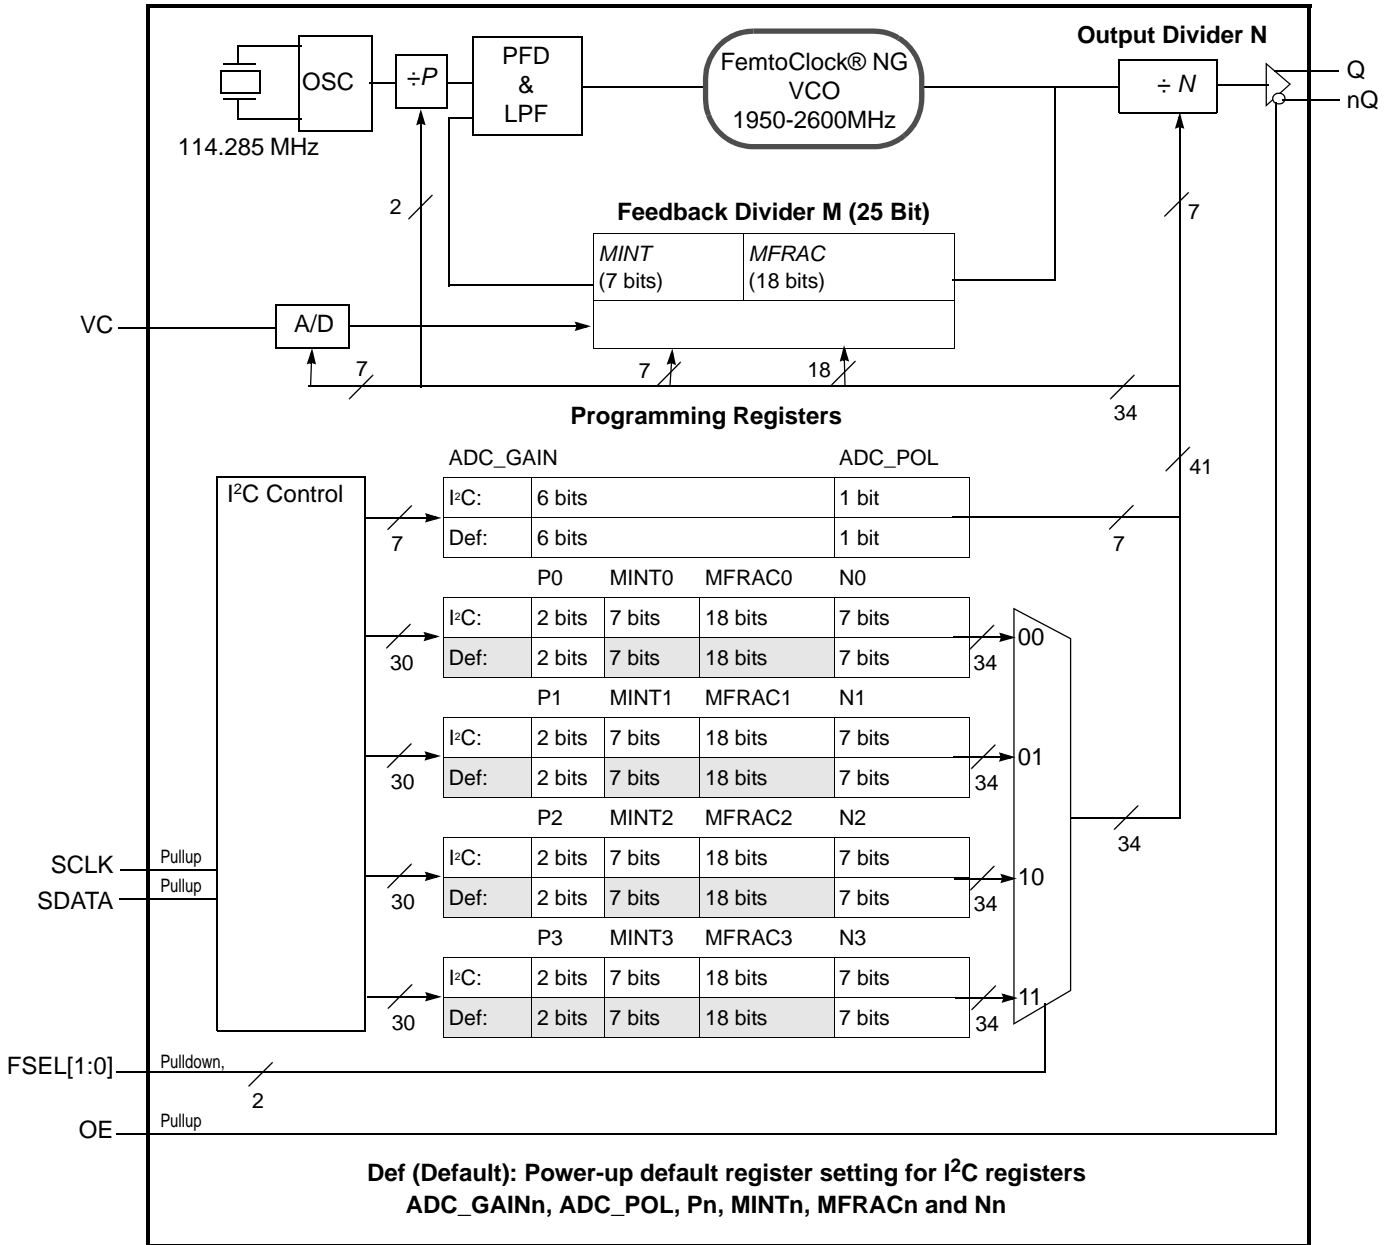 Output Divider N
OSC
÷P
PFD
&
LPF
FemtoClock® NG
VCO
1950-2600MHz
÷ N
Q
nQ
114.285 MHz
2
7
Feedback Divider M (25 Bit)
MINT
(7 bits)
MFRAC
(18 bits)
VC
A/D
7
7
18
34
Programming Registers
41
ADC_GAIN
ADC_POL
I²C Control
7
I²C:
6 bits
1 bit
Def:
6 bits
1 bit
7
P0
MINT0
MFRAC0
N0
30
I²C:
2 bits
7 bits
18 bits
7 bits
Def:
2 bits
7 bits
18 bits
7 bits
34
00
P1
MINT1
MFRAC1
N1
30
I²C:
2 bits
7 bits
18 bits
7 bits
Def:
2 bits
7 bits
18 bits
7 bits
34
01
34
P2
MINT2
MFRAC2
N2
SCLK
Pullup
SDATA
Pullup
30
I²C:
2 bits
7 bits
18 bits
7 bits
Def:
2 bits
7 bits
18 bits
7 bits
34
10
P3
MINT3
MFRAC3
N3
30
I²C:
2 bits
7 bits
18 bits
7 bits
Def:
2 bits
7 bits
18 bits
7 bits
34
11
FSEL[1:0]
Pulldown,
2
OE
Pullup
Def (Default): Power-up default register setting for I²C registers
ADC_GAINn, ADC_POL, Pn, MINTn, MFRACn and Nn